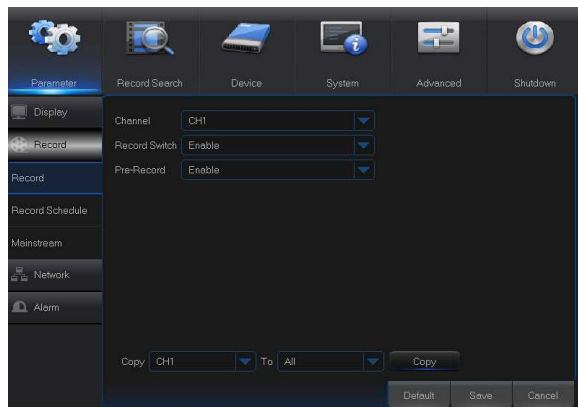 Parameter Record Search Device System Advanced Shutdown
Display
Record
Record
Record Schedule
Mainstream
Network
Alarm
Channel CH1
Record Switch Enable
Pre-Record Enable
Copy CH1 To All Copy
Default Save Cancel